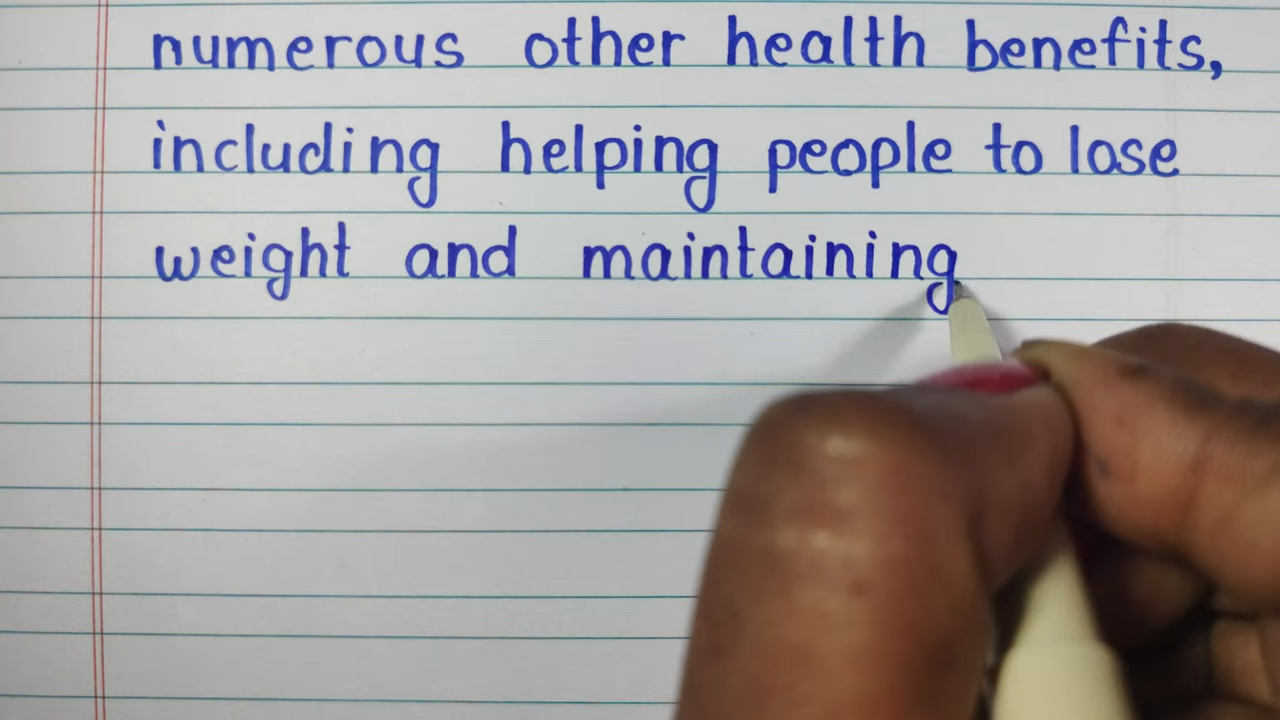 numerous other health benefits,
including helping people to lose
weight and maintaining